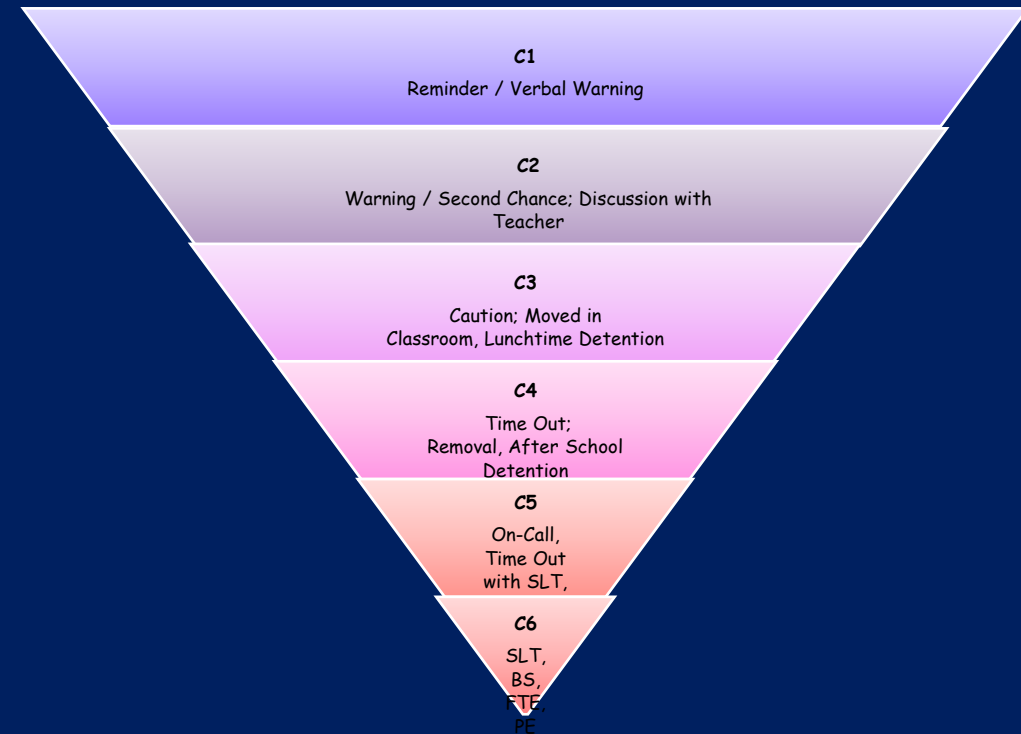 C1
Reminder / Verbal Warning
C2
Warning / Second Chance; Discussion with
Teacher
C3
Caution; Moved in
Classroom, Lunchtime Detention
C4
Time Out;
Removal, After School
Detention
C5
On-Call,
Time Out
with SLT,
C6
SLT,
BS,
FTE,
PE